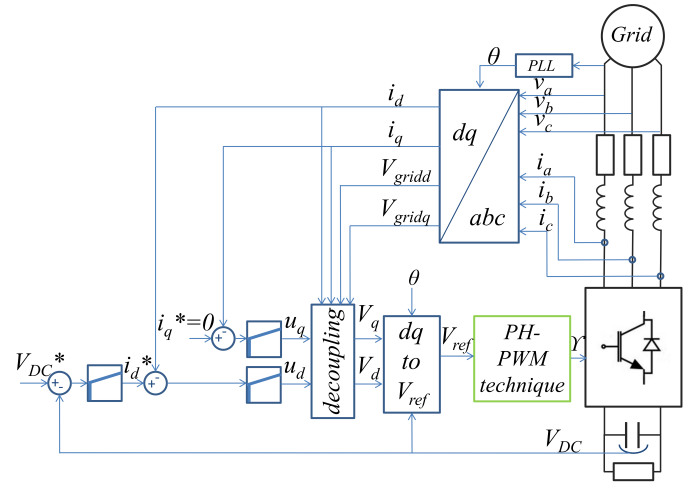 Grid
θ
PLL
v_a
v_b
v_c
i_d
i_q
V_gridd
V_gridq
dq
abc
i_a
i_b
i_c
θ
i_q*=0
+
-
u_q
u_d
decoupling
V_q
V_d
dq
to
V_ref
V_ref
PH-
PWM
technique
ϒ
V_DC*
+
-
i_d*
+
-
V_DC